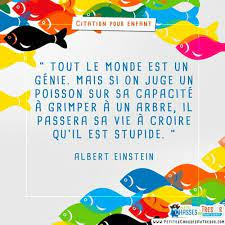 CITATION POUR ENFANT
" TOUT LE MONDE EST UN
GÉNIE. MAIS SI ON JUGE UN
POISSON SUR SA CAPACITÉ
À GRIMPER À UN ARBRE, IL
PASSERA SA VIE À CROIRE
QU'IL EST STUPIDE. "
ALBERT EINSTEIN
CHASSES